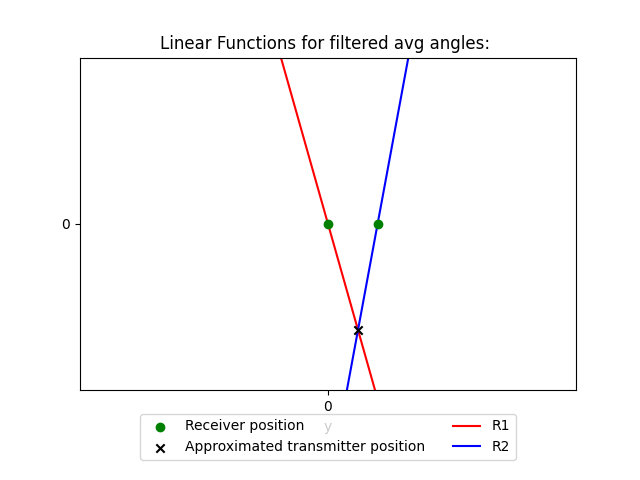 Linear Functions for filtered avg angles:
0
0
y
Receiver position
Approximated transmitter position
R1
R2